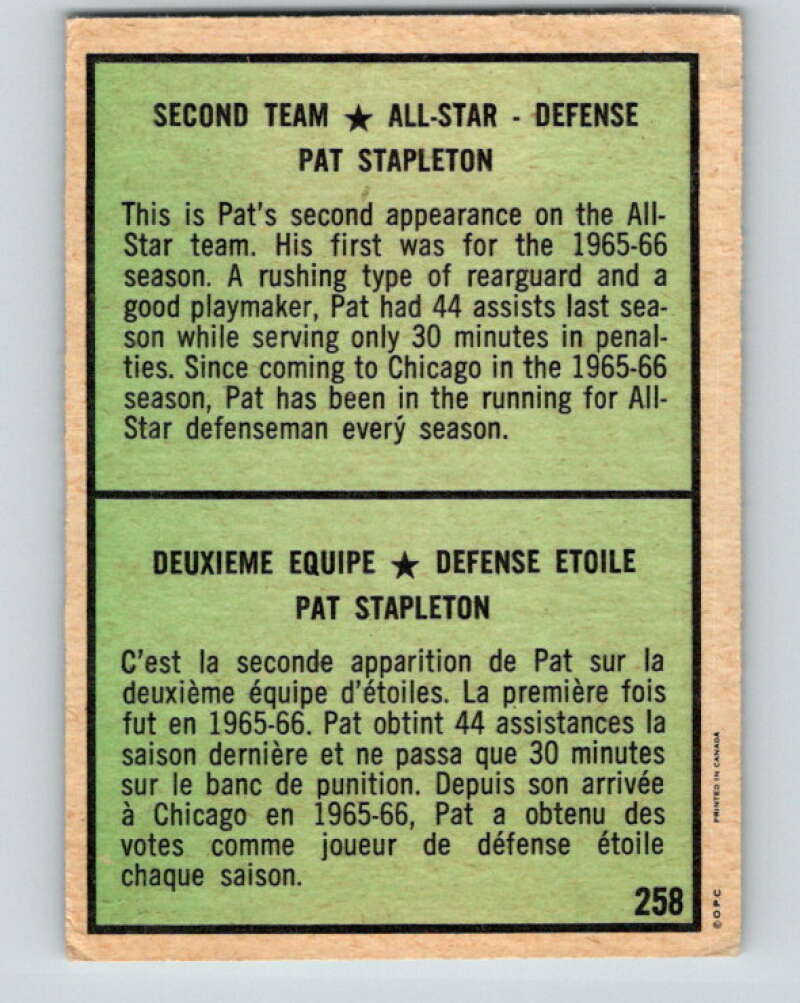 SECOND TEAM ★ ALL-STAR - DEFENSE
PAT STAPLETON
This is Pat's second appearance on the All-
Star team. His first was for the 1965-66
season. A rushing type of rearguard and a
good playmaker, Pat had 44 assists last sea-
son while serving only 30 minutes in penal-
ties. Since coming to Chicago in the 1965-66
season, Pat has been in the running for All-
Star defenseman every season.
DEUXIEME EQUIPE ★ DEFENSE ETOILE
PAT STAPLETON
C'est la seconde apparition de Pat sur la
deuxième équipe d'étoiles. La première fois
fut en 1965-66. Pat obtint 44 assistances la
saison dernière et ne passa que 30 minutes
sur le banc de punition. Depuis son arrivée
à Chicago en 1965-66, Pat a obtenu des
votes comme joueur de défense étoile
chaque saison.
258
© O.P.C.
PRINTED IN CANADA